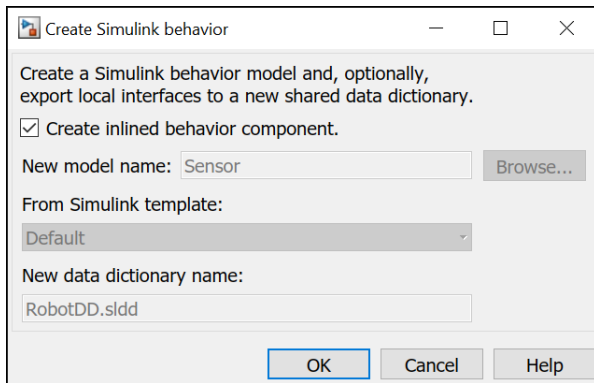 Create Simulink behavior
Create a Simulink behavior model and, optionally,
export local interfaces to a new shared data dictionary.
Create inlined behavior component.
New model name: Sensor Browse...
From Simulink template:
Default
New data dictionary name:
RobotDD.sldd
OK Cancel Help